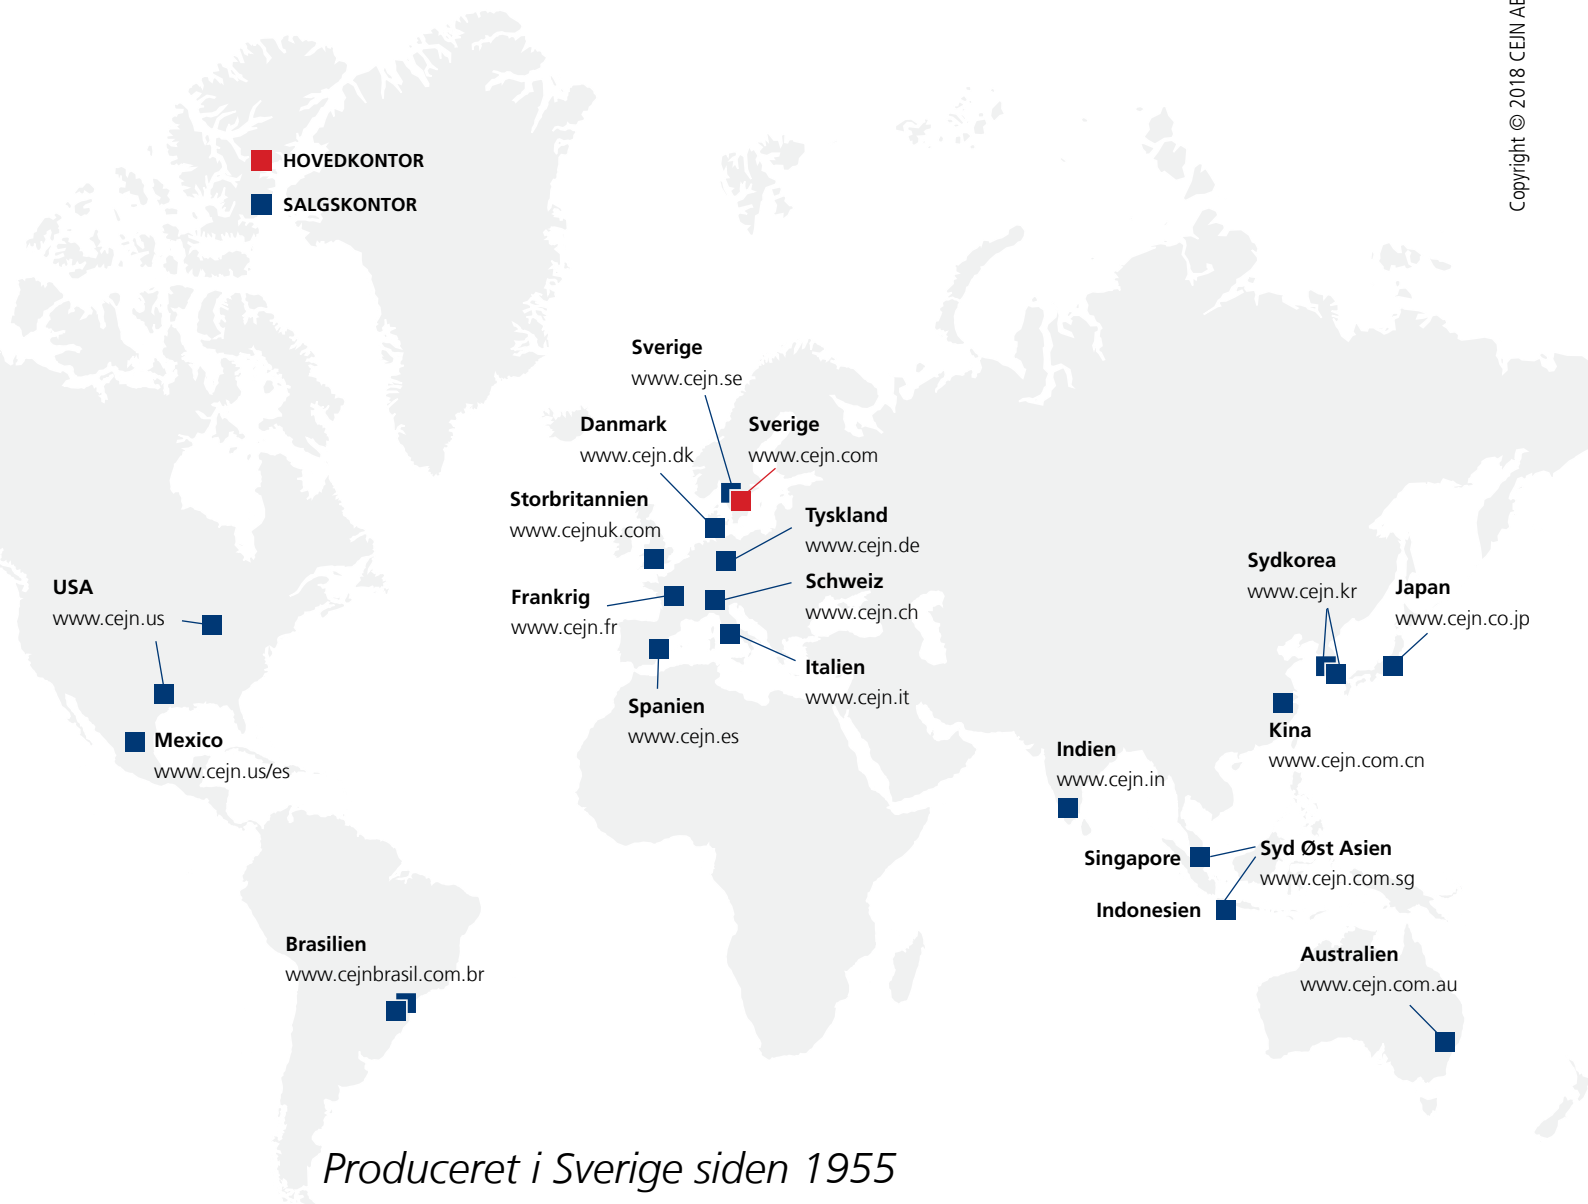 Copyright © 2018 CEJN AB
HOVEDKONTOR
SALGSKONTOR
Sverige
www.cejn.se
Danmark
www.cejn.dk
Sverige
www.cejn.com
Storbritannien
www.cejnuk.com
Tyskland
www.cejn.de
Frankrig
www.cejn.fr
Schweiz
www.cejn.ch
Italien
www.cejn.it
Spanien
www.cejn.es
USA
www.cejn.us
Mexico
www.cejn.us/es
Brasilien
www.cejnbrasil.com.br
Sydkorea
www.cejn.kr
Japan
www.cejn.co.jp
Kina
www.cejn.com.cn
Indien
www.cejn.in
Singapore
Syd Øst Asien
www.cejn.com.sg
Indonesien
Australien
www.cejn.com.au
Produceret i Sverige siden 1955